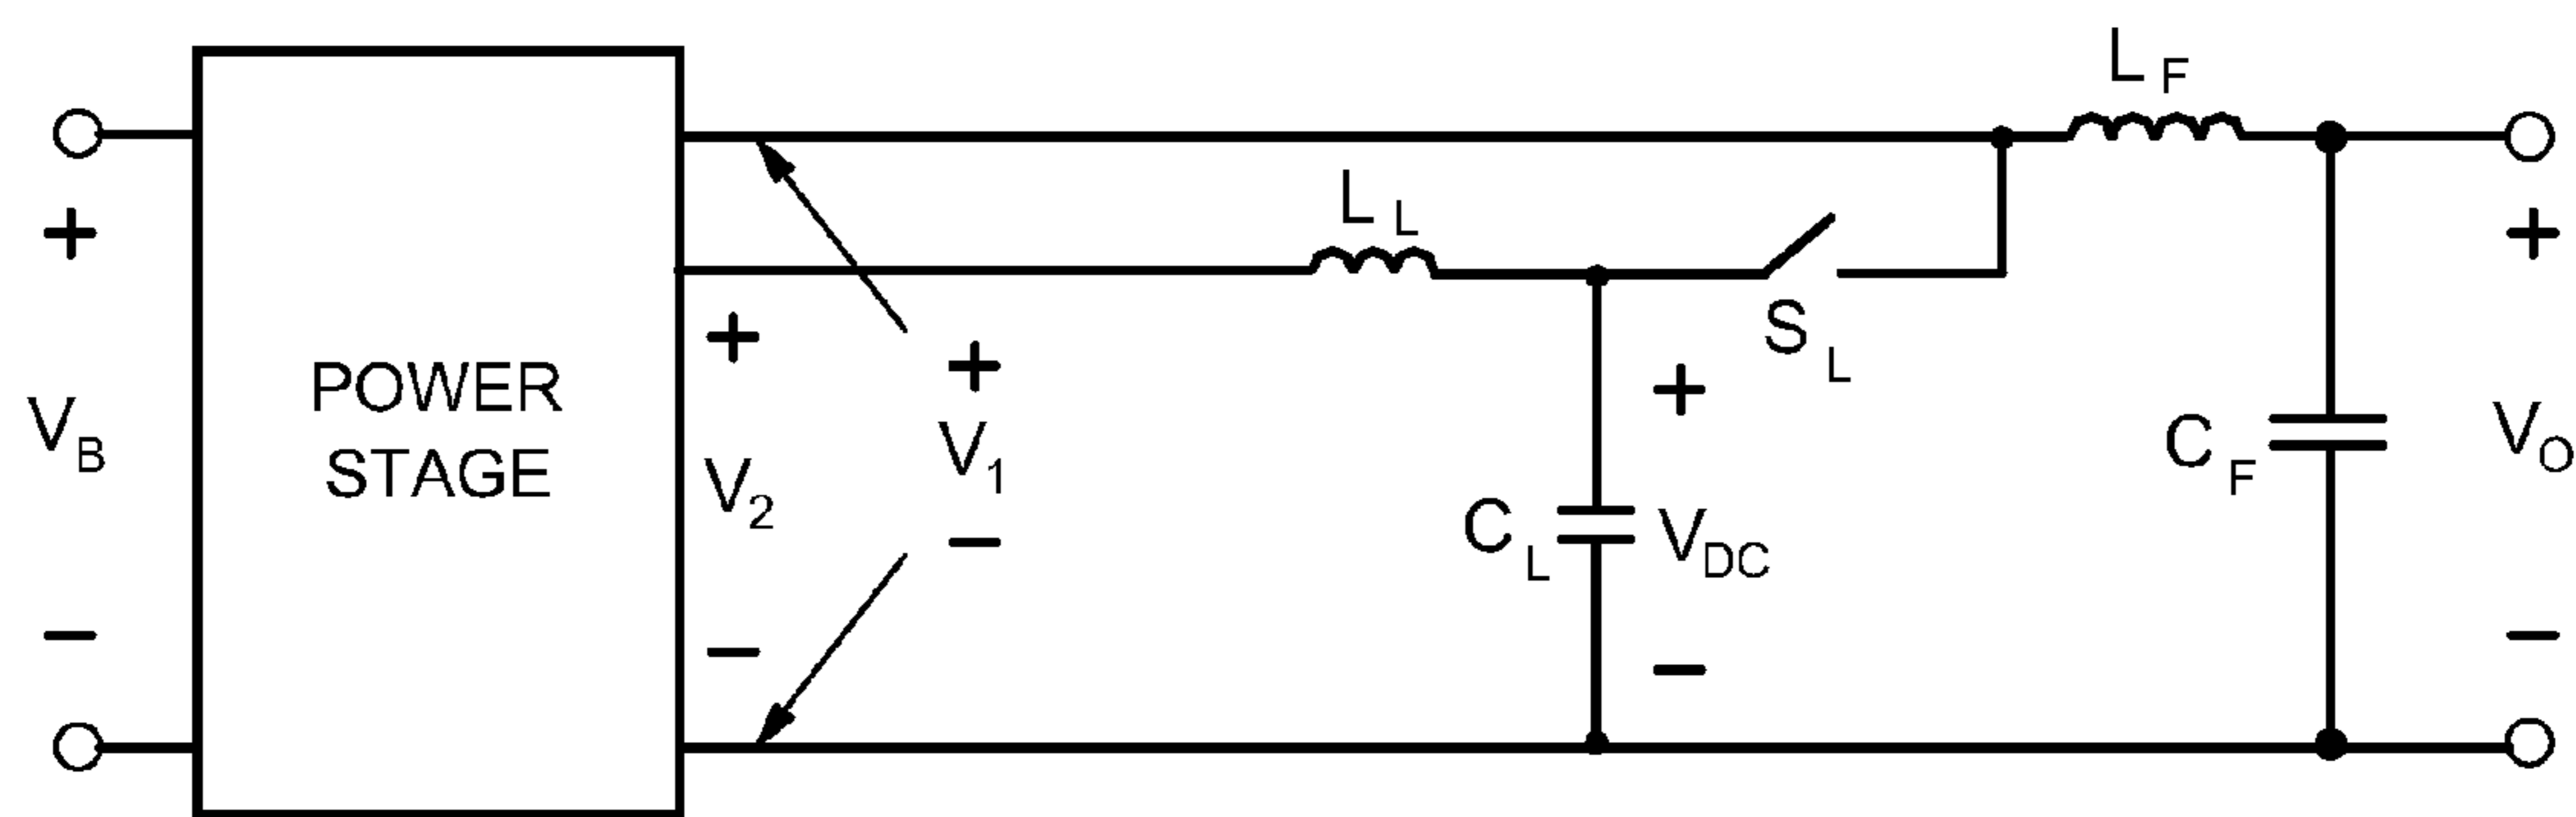 L F
L L
+
+
+
+
POWER
STAGE
+
S L
V B
V 2
V 1
+
C L
V DC
C F
V O
−
−
−
−
−